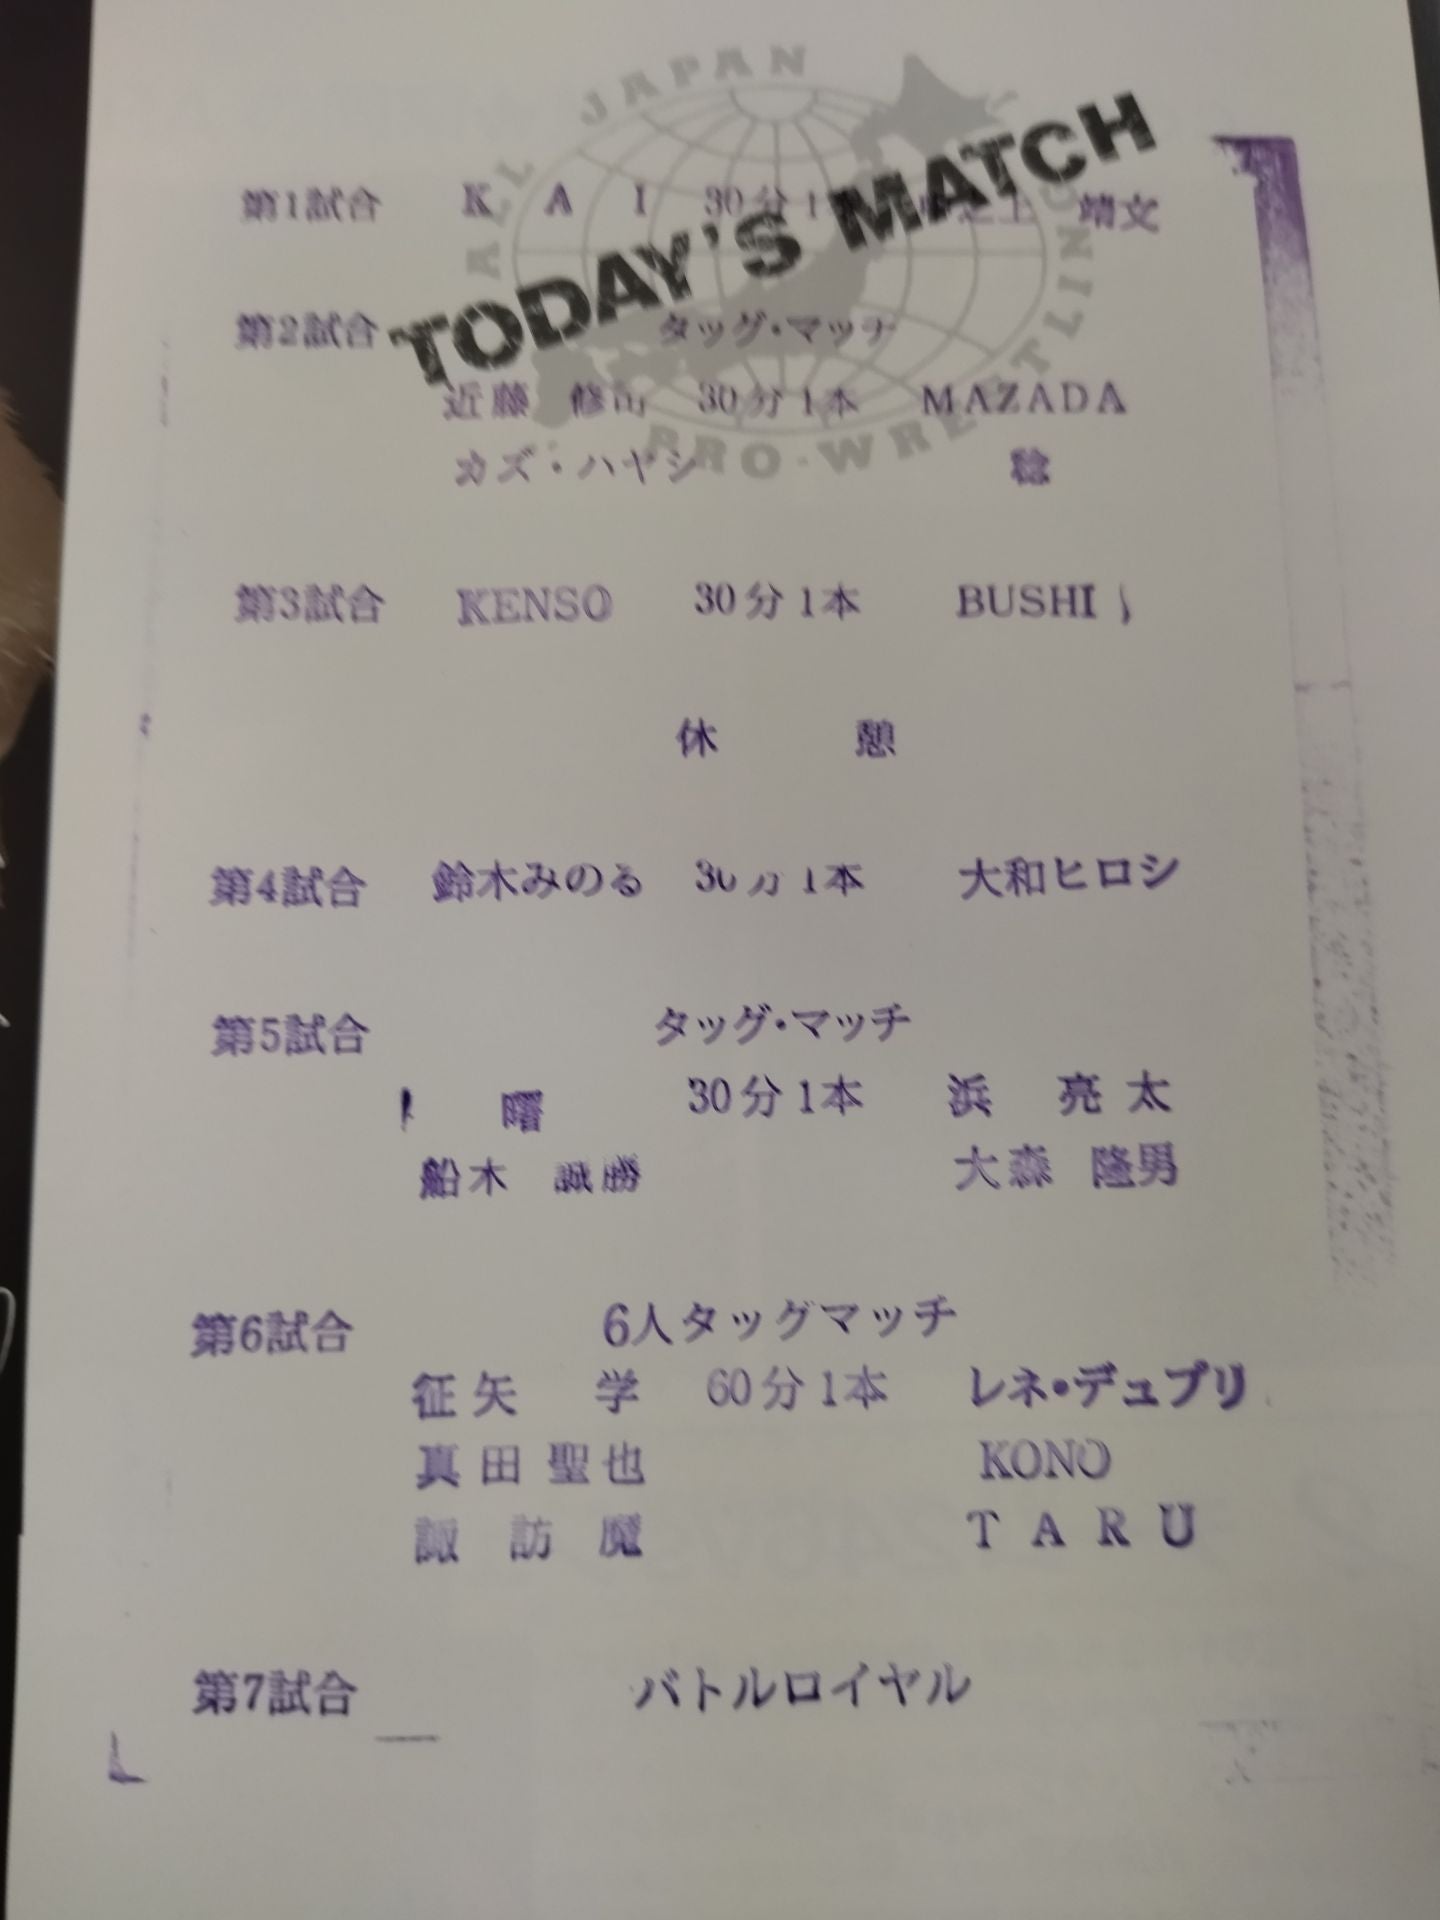 ALL JAPAN PRO-WRESTLING
TODAY'S MATCH
第1試合 KAI 30分1 靖文
第2試合 タッグ・マッチ
近藤 修司 30分1本 MAZADA
カズ・ハヤシ 稔
第3試合 KENSO 30分1本 BUSHI
休憩
第4試合 鈴木みのる 30分1本 大和ヒロシ
第5試合 タッグ・マッチ
曙 30分1本 浜 亮太
船木 誠勝 大森 隆男
第6試合 6人タッグマッチ
征矢 学 60分1本 レネ・デュプリ
真田 聖也 KONO
諏訪魔 TARU
第7試合 バトルロイヤル